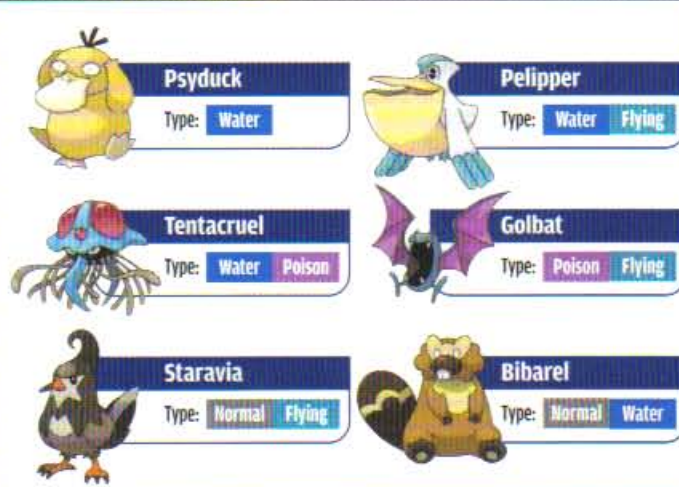 Psyduck
Type: Water
Pelipper
Type: Water Flying
Tentacruel
Type: Water Poison
Golbat
Type: Poison Flying
Staravia
Type: Normal Flying
Bibarel
Type: Normal Water